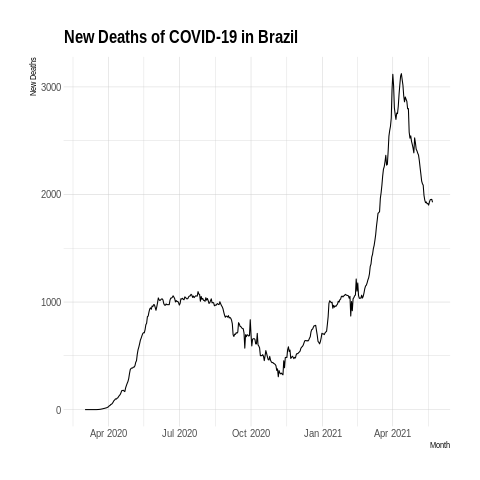 New Deaths of COVID-19 in Brazil
New Deaths
3000
2000
1000
0
Apr 2020 Jul 2020 Oct 2020 Jan 2021 Apr 2021
Month